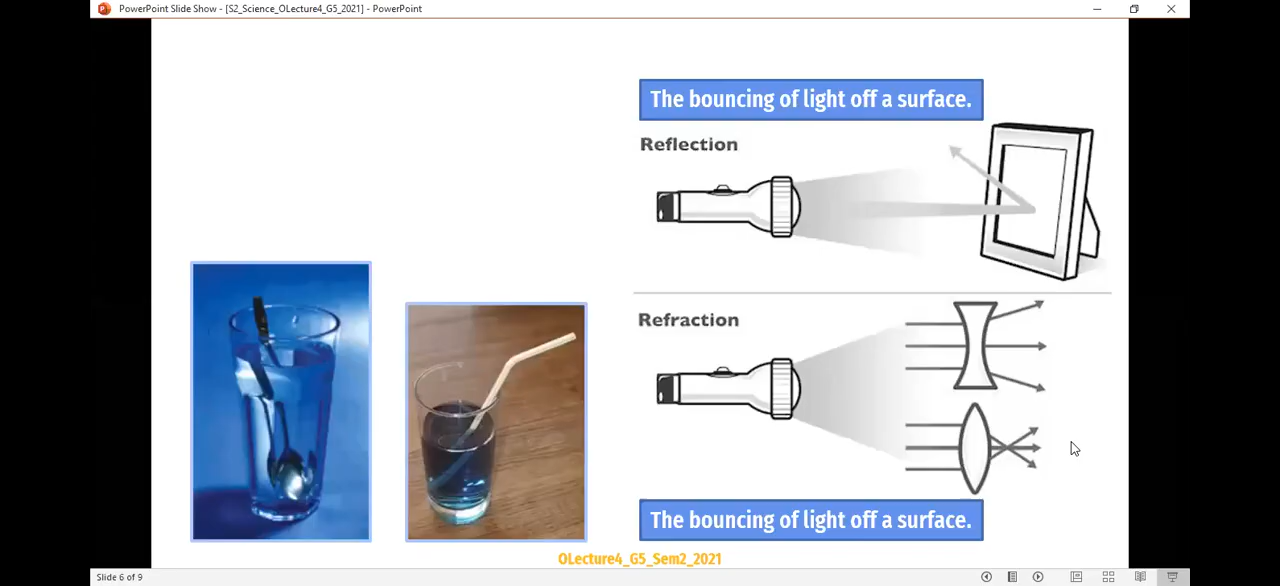 PowerPoint Slide Show - [S2_Science_OLecture4_G5_2021] - PowerPoint
The bouncing of light off a surface.
Reflection
Refraction
The bouncing of light off a surface.
OLecture4_G5_Sem2_2021
Slide 6 of 9